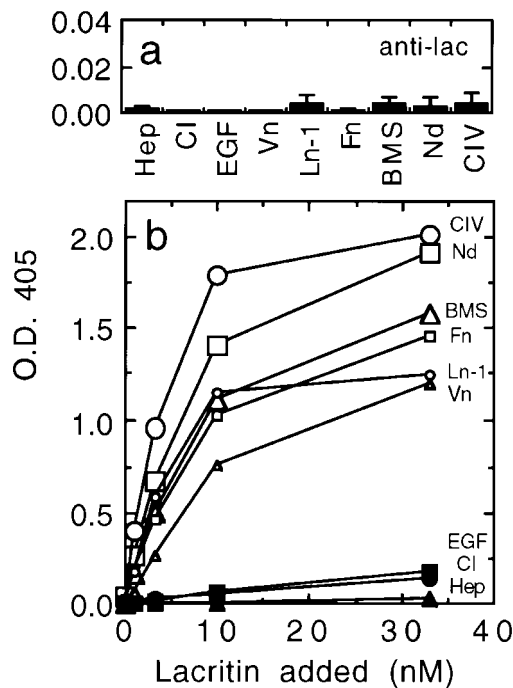 0.04
a
anti-lac
0.02
0.00
Hep
CI
EGF
Vn
Ln-1
Fn
BMS
Nd
CIV
b
CIV
2.0
Nd
BMS
1.5
Fn
O.D. 405
Ln-1
Vn
1.0
0.5
EGF
CI
Hep
0.0
0 10 20 30 40
Lacritin added (nM)